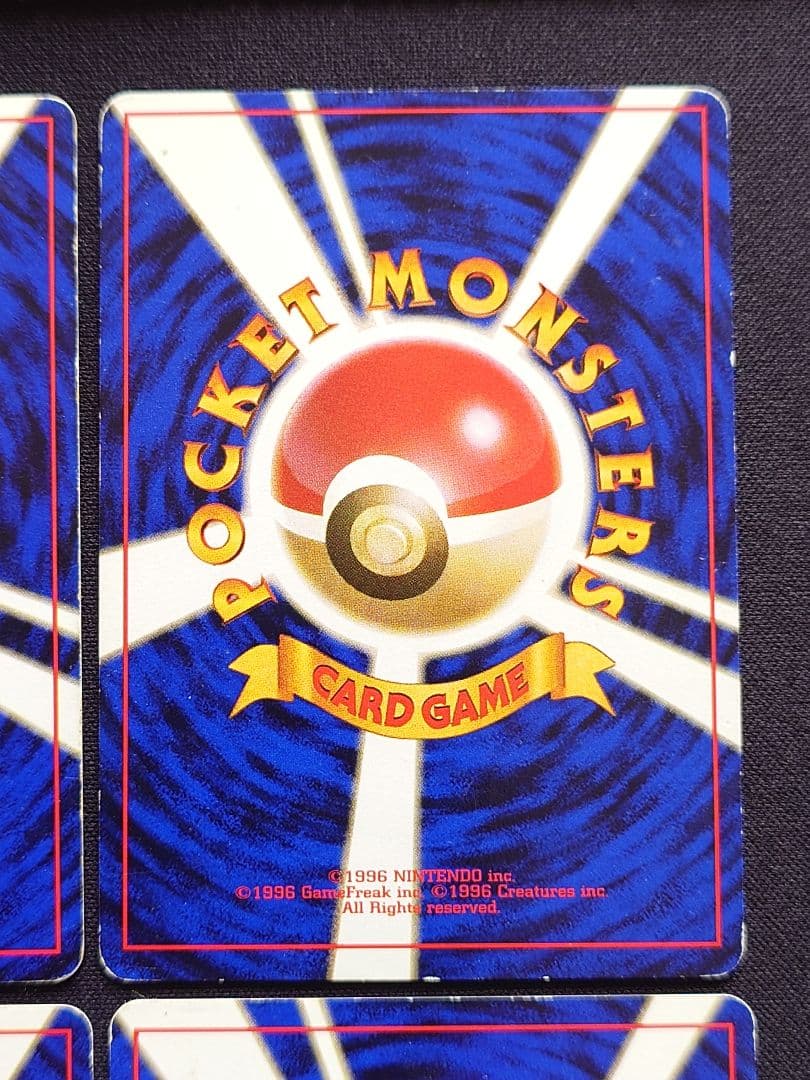 POCKET MONSTERS
CARD GAME
©1996 NINTENDO inc.
©1996 GameFreak inc. ©1996 Creatures inc.
All Rights reserved.